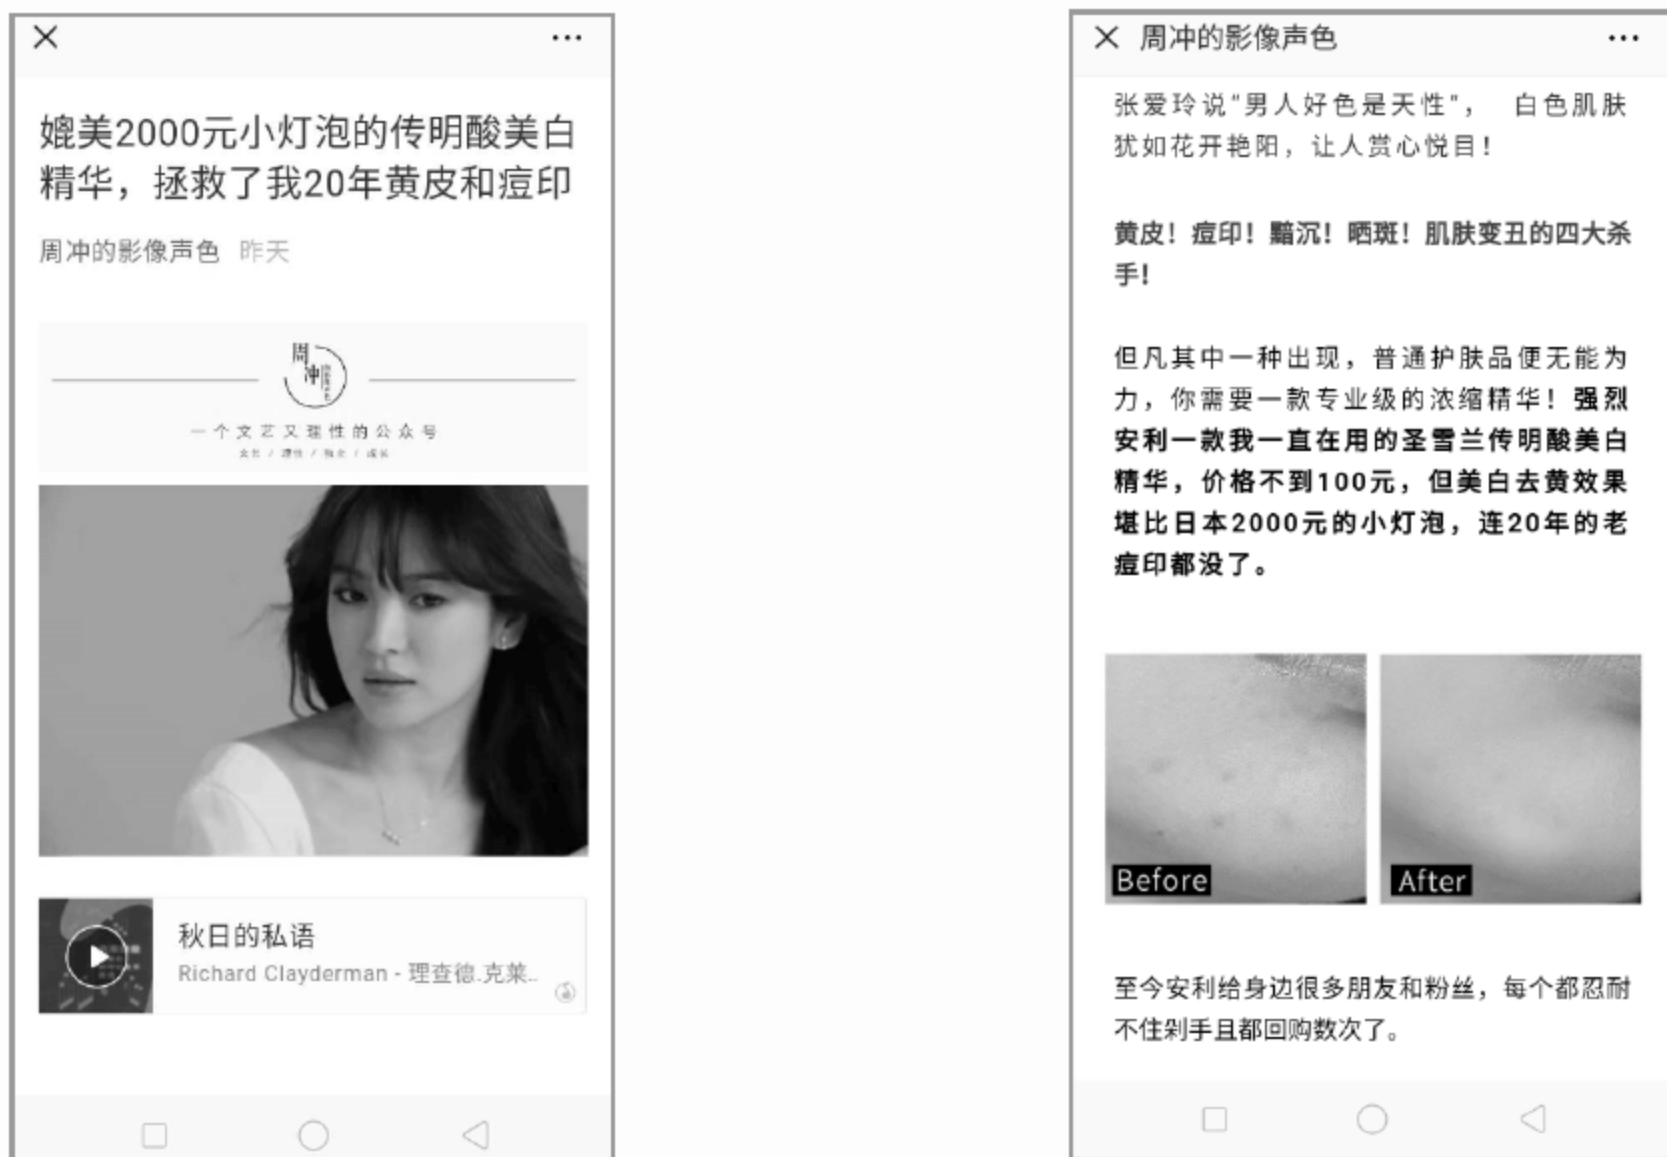 媲美2000元小灯泡的传明酸美白
精华，拯救了我20年黄皮和痘印
周冲的影像声色 昨天
周
冲
一个文艺又理性的公众号
秋日的私语
Richard Clayderman - 理查德.克莱...
周冲的影像声色
张爱玲说"男人好色是天性"， 白色肌肤
犹如花开艳阳，让人赏心悦目！
黄皮！痘印！黯沉！晒斑！肌肤变丑的四大杀
手！
但凡其中一种出现，普通护肤品便无能为
力，你需要一款专业级的浓缩精华！强烈
安利一款我一直在用的圣雪兰传明酸美白
精华，价格不到100元，但美白去黄效果
堪比日本2000元的小灯泡，连20年的老
痘印都没了。
Before
After
至今安利给身边很多朋友和粉丝，每个都忍耐
不住剁手且都回购数次了。